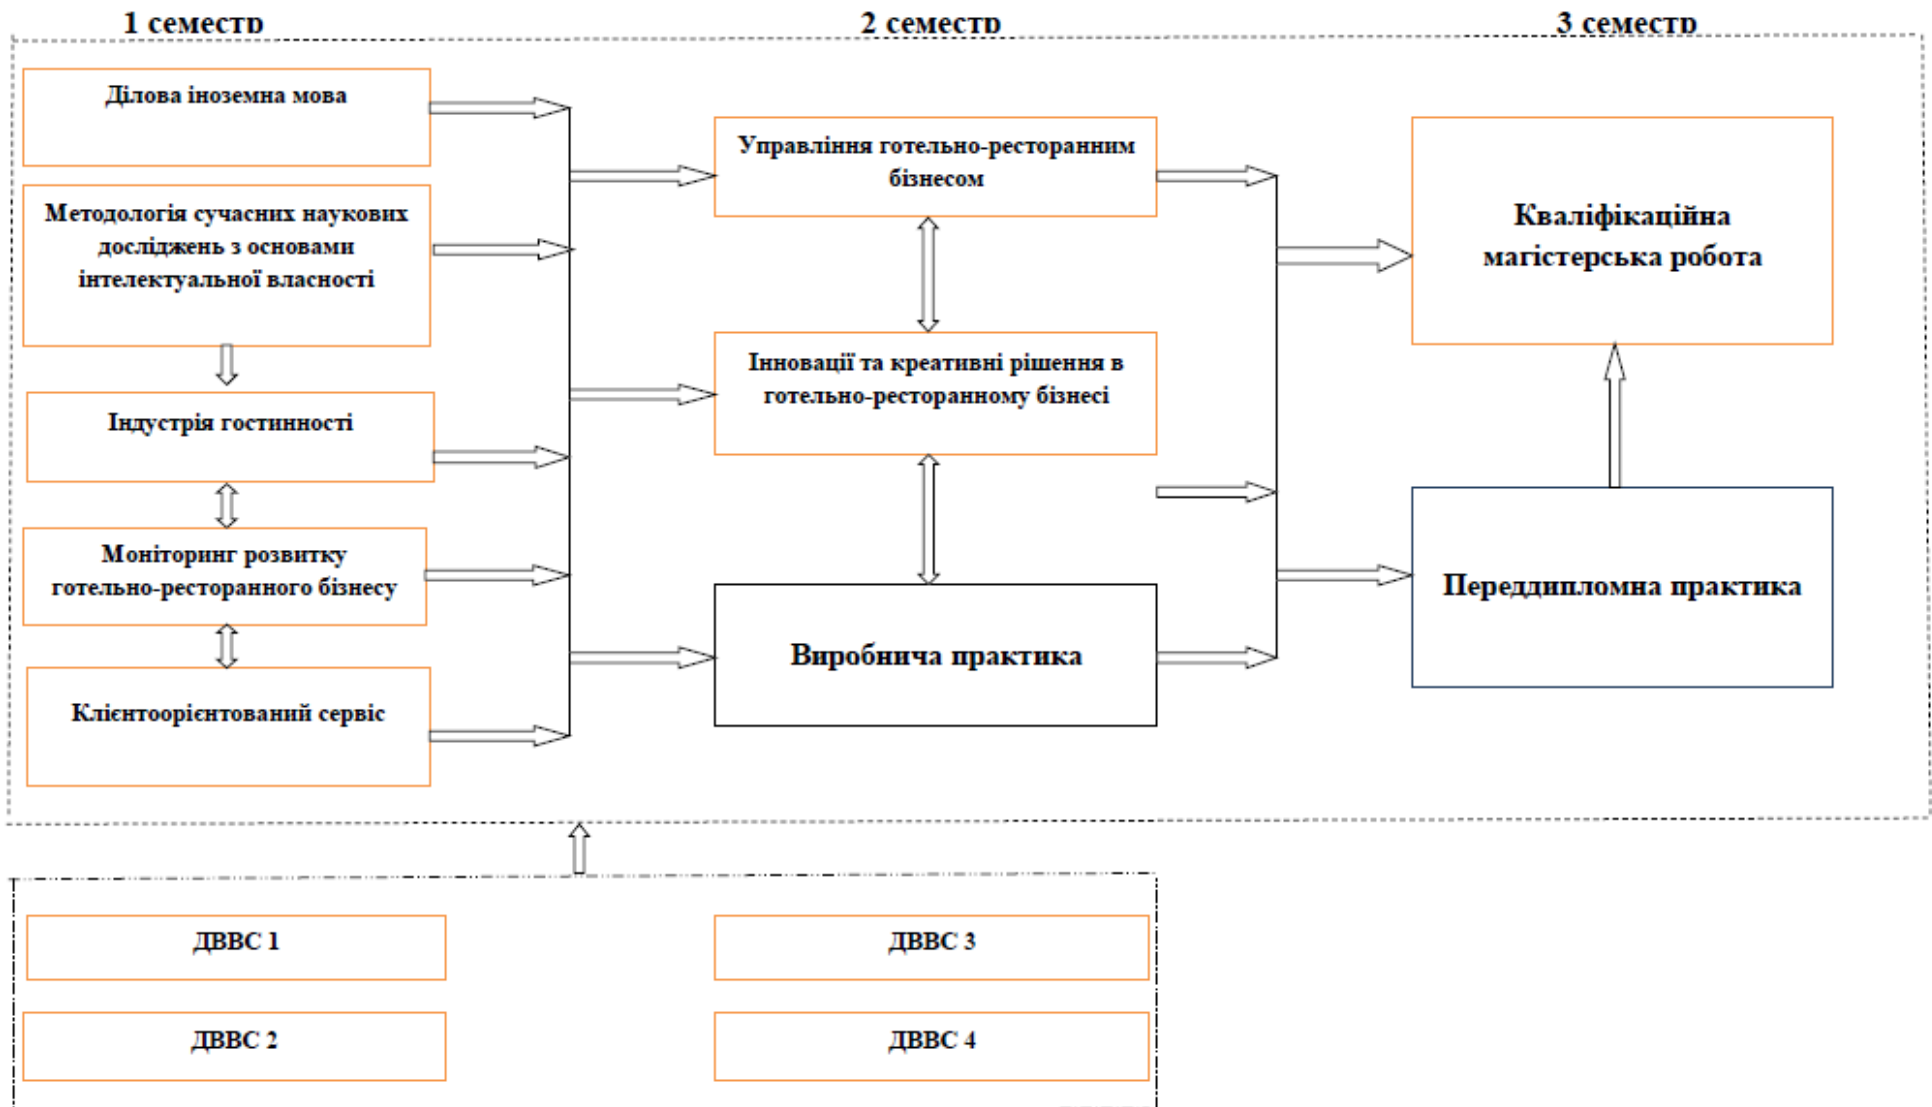 1 семестр
2 семестр
3 семестр
Ділова іноземна мова
Методологія сучасних наукових
досліджень з основами
інтелектуальної власності
Індустрія гостинності
Моніторинг розвитку
готельно-ресторанного бізнесу
Клієнтоорієнтований сервіс
Управління готельно-ресторанним
бізнесом
Інновації та креативні рішення в
готельно-ресторанному бізнесі
Виробнича практика
Кваліфікаційна
магістерська робота
Переддипломна практика
ДВВС 1
ДВВС 3
ДВВС 2
ДВВС 4